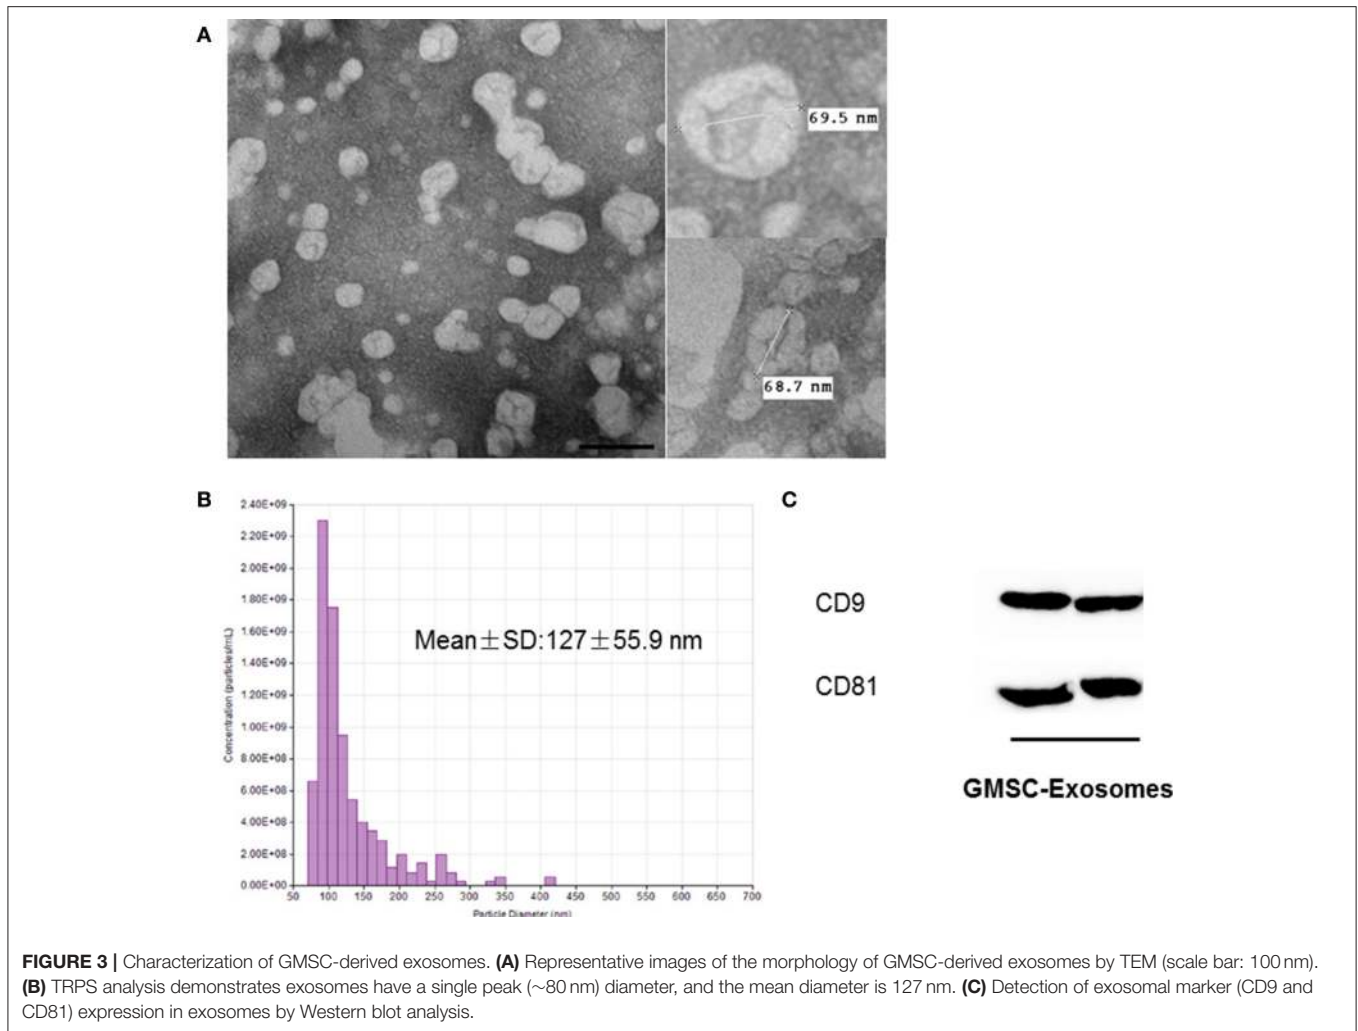 A
69.5 nm
68.7 nm
B
2.40E+09
2.20E+09
2.00E+09
1.80E+09
1.60E+09
1.40E+09
1.20E+09
1.00E+09
8.00E+08
6.00E+08
4.00E+08
2.00E+08
0.00E+00
Concentration (particles/mL)
Mean±SD:127±55.9 nm
50 100 150 200 250 300 350 400 450 500 550 600 650 700
Particle Diameter (nm)
C
CD9
CD81
GMSC-Exosomes
FIGURE 3 | Characterization of GMSC-derived exosomes. (A) Representative images of the morphology of GMSC-derived exosomes by TEM (scale bar: 100 nm).
(B) TRPS analysis demonstrates exosomes have a single peak (~80 nm) diameter, and the mean diameter is 127 nm. (C) Detection of exosomal marker (CD9 and
CD81) expression in exosomes by Western blot analysis.